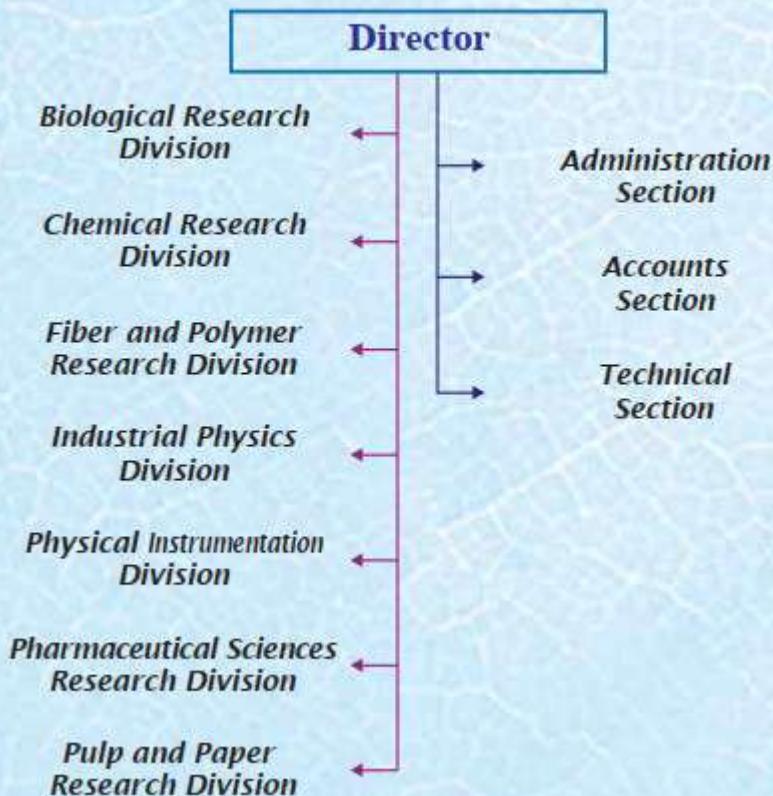 Director
Biological Research
Division
Chemical Research
Division
Fiber and Polymer
Research Division
Industrial Physics
Division
Physical Instrumentation
Division
Pharmaceutical Sciences
Research Division
Pulp and Paper
Research Division
Administration
Section
Accounts
Section
Technical
Section